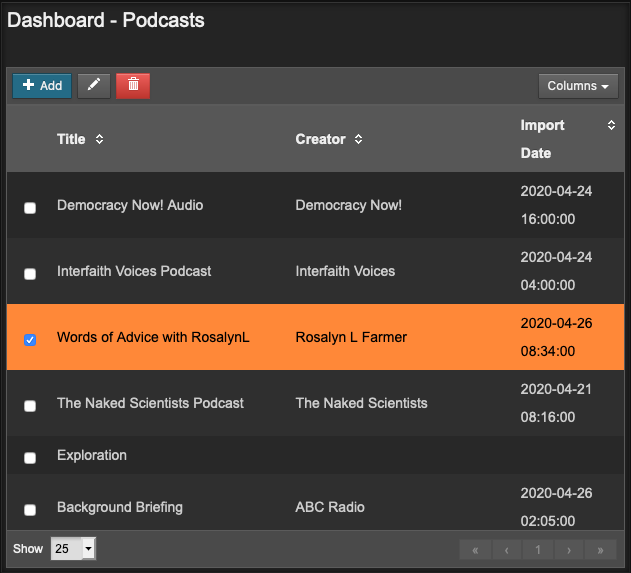 Dashboard - Podcasts
Add
Columns
Title
Creator
Import
Date
Democracy Now! Audio
Democracy Now!
2020-04-24
16:00:00
Interfaith Voices Podcast
Interfaith Voices
2020-04-24
04:00:00
Words of Advice with RosalynL
Rosalyn L Farmer
2020-04-26
08:34:00
The Naked Scientists Podcast
The Naked Scientists
2020-04-21
08:16:00
Exploration
Background Briefing
ABC Radio
2020-04-26
02:05:00
Show 25
« ‹ 1 › »